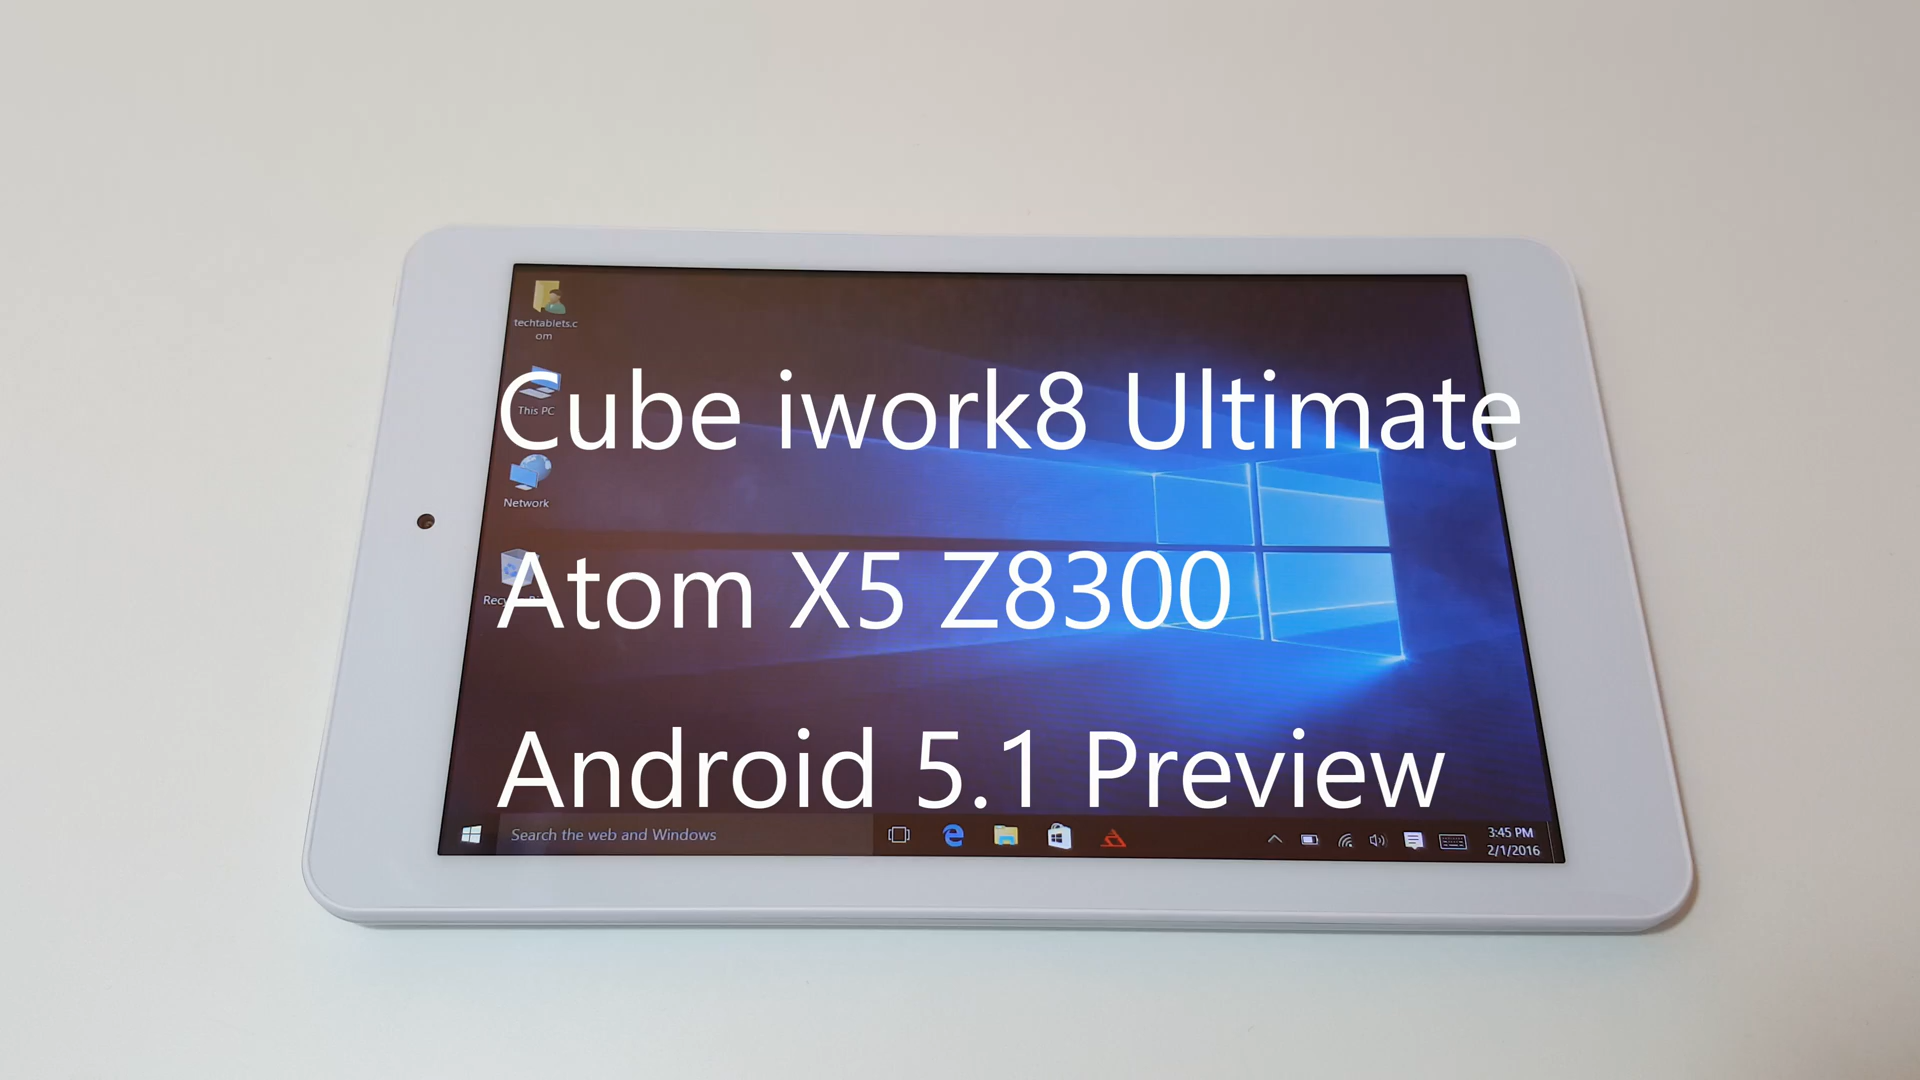 techtablets.c
om
Cube iwork8 Ultimate
This PC
Network
Atom X5 Z8300
Android 5.1 Preview
Search the web and Windows
3:45 PM
2/1/2016